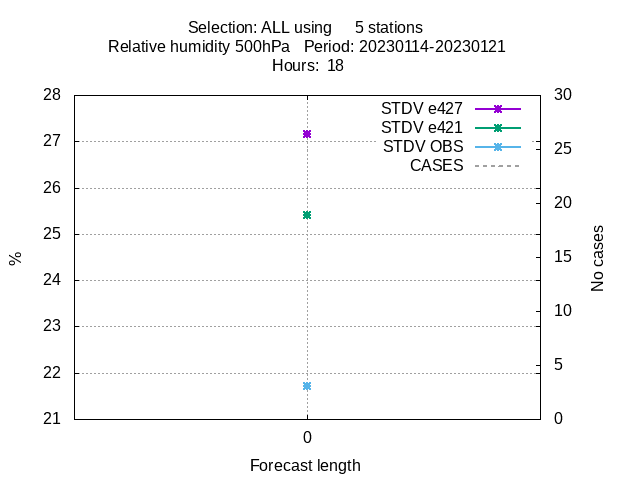 Selection: ALL using     5 stations
Relative humidity 500hPa   Period: 20230114-20230121
Hours:  18
28
27
26
25
24
23
22
21
%
30
25
20
15
10
5
0
No cases
STDV e427
STDV e421
STDV OBS
CASES
0
Forecast length